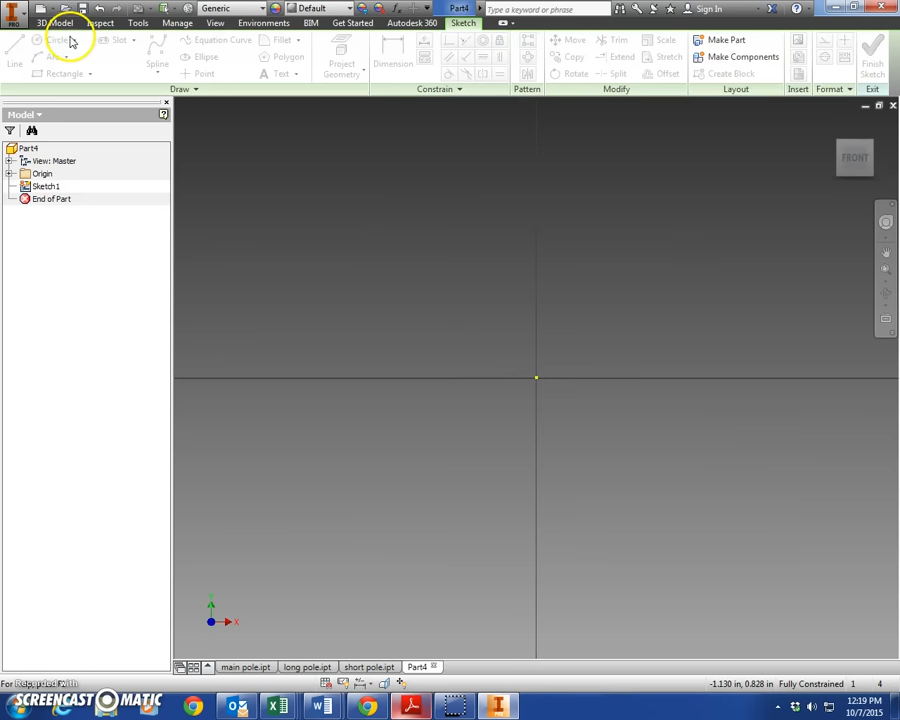 PRO Generic Default Part4 Type a keyword or phrase Sign In
3D Model Inspect Tools Manage View Environments BIM Get Started Autodesk 360 Sketch
Line Circle Arc Rectangle Slot Spline Equation Curve Ellipse Point Fillet Polygon Text Project Geometry Dimension Move Copy Rotate Trim Extend Offset Scale Stretch Make Part Make Components Create Block Finish Sketch
Draw Constrain Pattern Modify Layout Insert Format Exit
Model
Part4
View: Master
Origin
Sketch1
End of Part
FRONT
Y
X
main pole.ipt long pole.ipt short pole.ipt Part4
For
Recorded with
SCREENCAST MATIC
-1.130 in, 0.828 in Fully Constrained 1 4
12:19 PM
10/7/2015